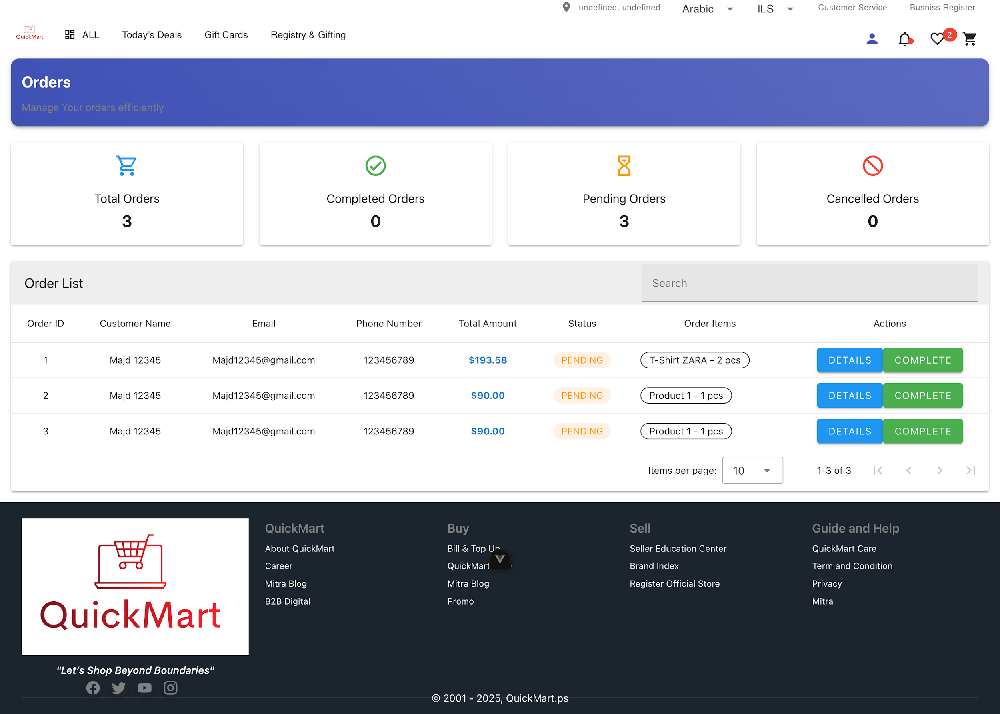 undefined, undefined Arabic ILS Customer Service Busniss Register
QuickMart ALL Today's Deals Gift Cards Registry & Gifting 2
Orders
Manage Your orders efficiently
Total Orders
3
Completed Orders
0
Pending Orders
3
Cancelled Orders
0
Order List Search
Order ID Customer Name Email Phone Number Total Amount Status Order Items Actions
1 Majd 12345 Majd12345@gmail.com 123456789 $193.58 PENDING T-Shirt ZARA - 2 pcs DETAILS COMPLETE
2 Majd 12345 Majd12345@gmail.com 123456789 $90.00 PENDING Product 1 - 1 pcs DETAILS COMPLETE
3 Majd 12345 Majd12345@gmail.com 123456789 $90.00 PENDING Product 1 - 1 pcs DETAILS COMPLETE
Items per page: 10 1-3 of 3
QuickMart
"Let's Shop Beyond Boundaries"
QuickMart
About QuickMart
Career
Mitra Blog
B2B Digital
Buy
Bill & Top Up
QuickMart
Mitra Blog
Promo
Sell
Seller Education Center
Brand Index
Register Official Store
Guide and Help
QuickMart Care
Term and Condition
Privacy
Mitra
© 2001 - 2025, QuickMart.ps